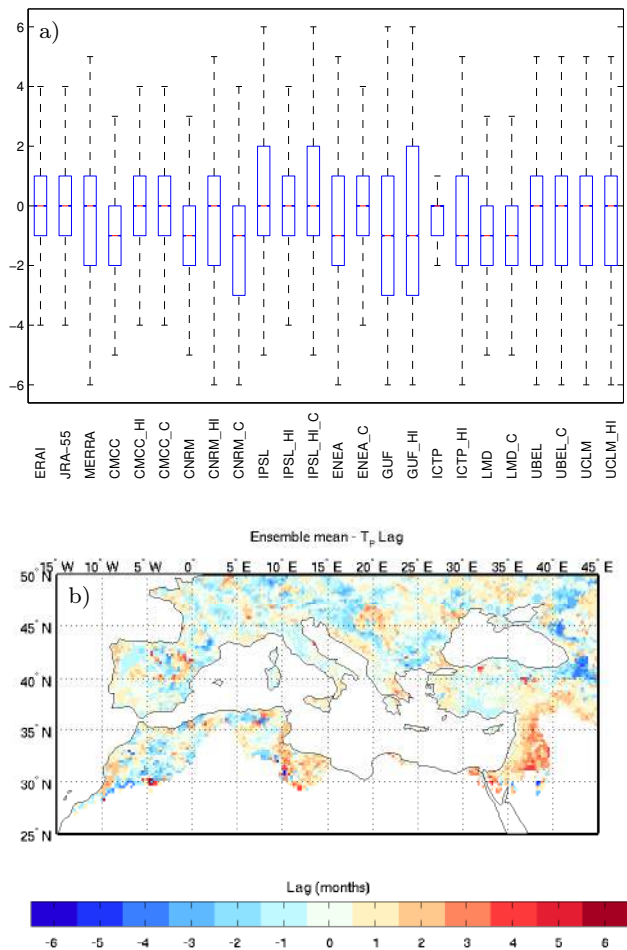 a)
6
4
2
0
−2
−4
−6
ERAI
JRA−55
MERRA
CMCC
CMCC_HI
CMCC_C
CNRM
CNRM_HI
CNRM_C
IPSL
IPSL_HI
IPSL_HI_C
ENEA
ENEA_C
GUF
GUF_HI
ICTP
ICTP_HI
LMD
LMD_C
UBEL
UBEL_C
UCLM
UCLM_HI
Ensemble mean - T_P Lag
15° W 10° W 5° W 0° 5° E 10° E 15° E 20° E 25° E 30° E 35° E 40° E 45° E
50° N
b)
45° N
40° N
35° N
30° N
25° N
Lag (months)
-6 -5 -4 -3 -2 -1 0 1 2 3 4 5 6